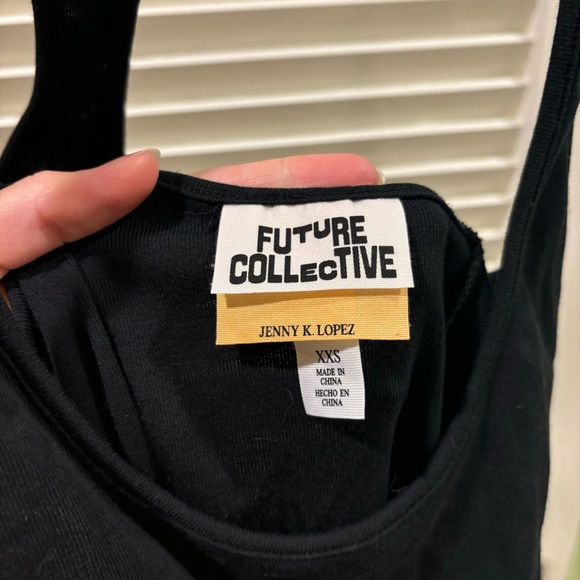 FUTURE
COLLECTIVE
JENNY K. LOPEZ
XXS
MADE IN
CHINA
HECHO EN
CHINA